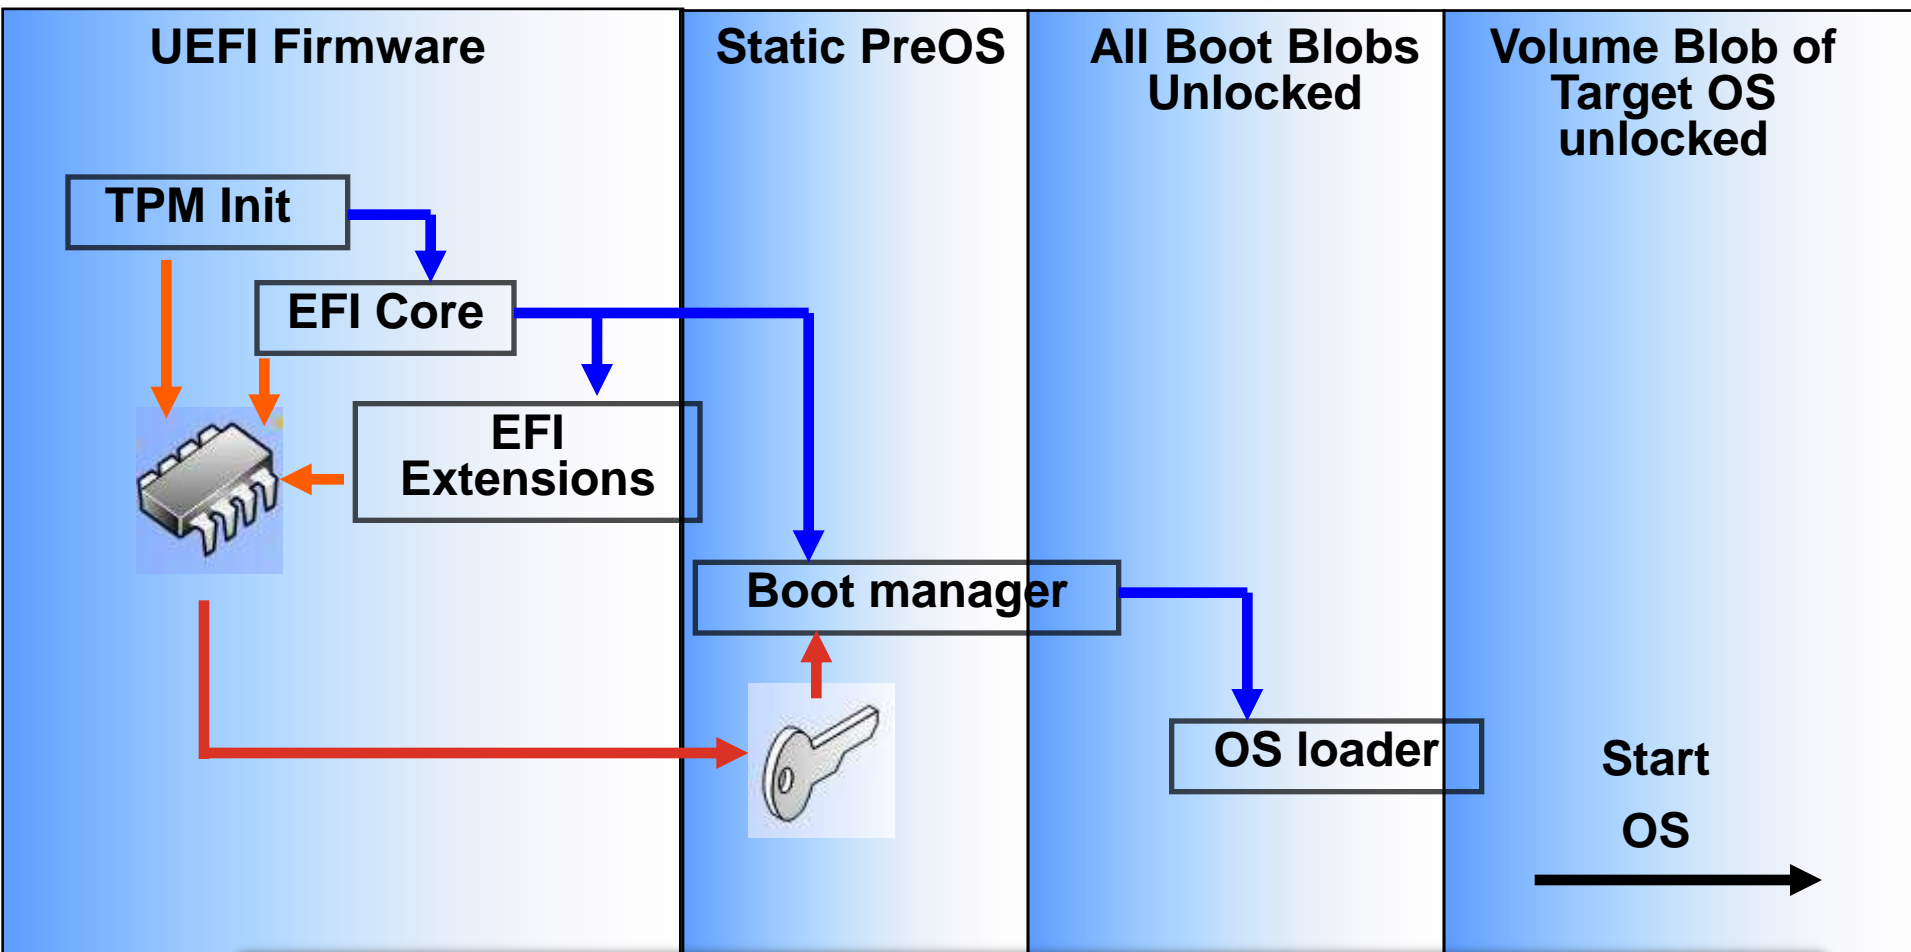 UEFI Firmware
Static PreOS
All Boot Blobs
Unlocked
Volume Blob of
Target OS
unlocked
TPM Init
EFI Core
EFI
Extensions
Boot manager
OS loader
Start
OS